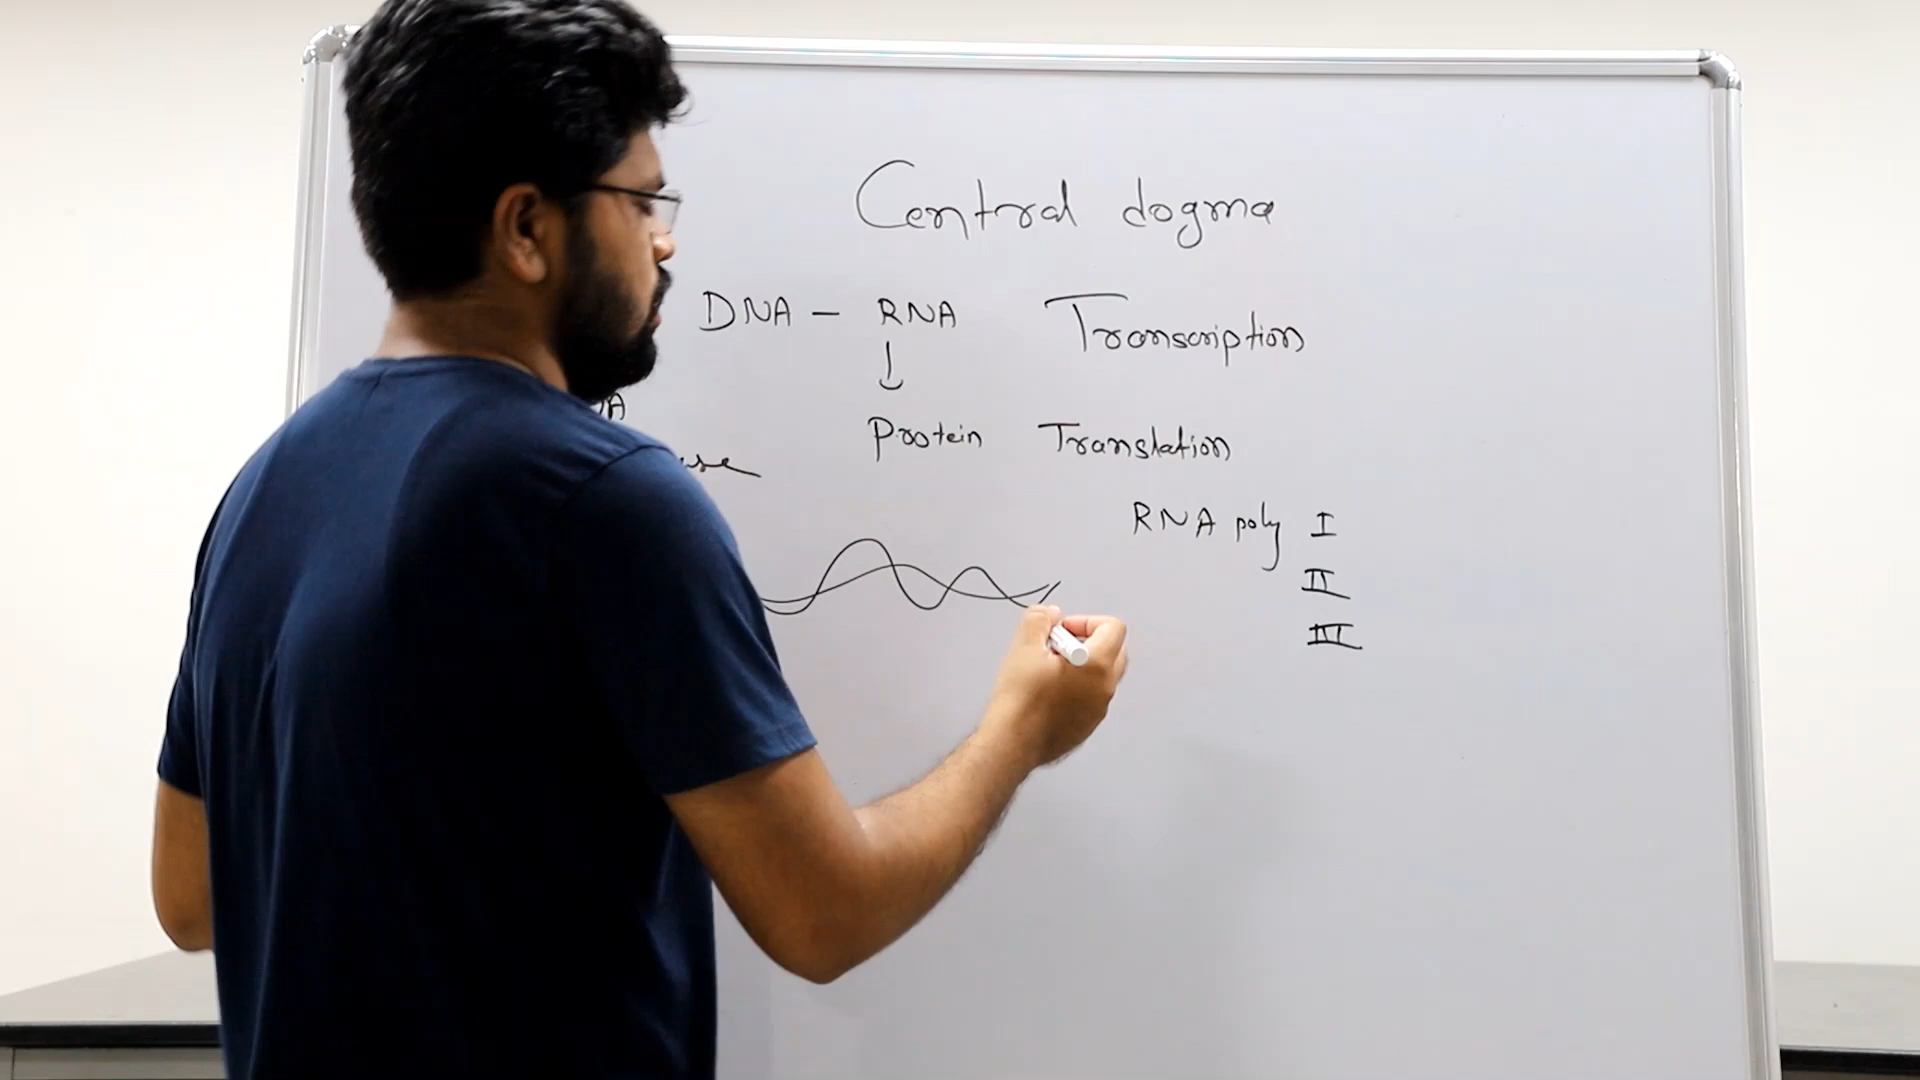 Central dogma
DNA – RNA Transcription
↓
Protein Translation
RNA poly I
II
III